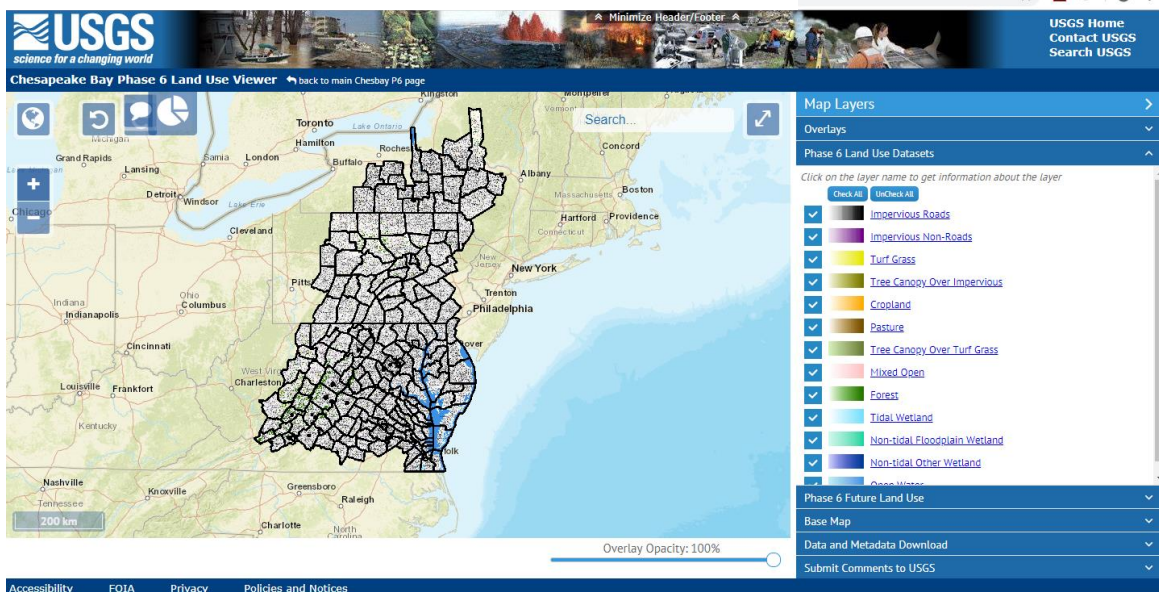 USGS
science for a changing world
Minimize Header/Footer
USGS Home
Contact USGS
Search USGS
Chesapeake Bay Phase 6 Land Use Viewer back to main Chesbay P6 page
Search...
+
−
Kingston
Montpelier
Vermont
Toronto
Lake Ontario
Michigan
Hamilton
Concord
Grand Rapids
Sarnia
London
Buffalo
Lansing
Albany
Detroit
Windsor
Lake Erie
Massachusetts
Boston
Chicago
Hartford
Providence
Cleveland
Connecticut
New
Jersey
New York
Trenton
Philadelphia
Indiana
Indianapolis
Ohio
Columbus
Cincinnati
Louisville
Frankfort
Charleston
Kentucky
Nashville
Knoxville
Greensboro
Raleigh
Tennessee
Charlotte
North
Carolina
200 km
Overlay Opacity: 100%
Map Layers
Overlays
Phase 6 Land Use Datasets
Click on the layer name to get information about the layer
Check All UnCheck All
Impervious Roads
Impervious Non-Roads
Turf Grass
Tree Canopy Over Impervious
Cropland
Pasture
Tree Canopy Over Turf Grass
Mixed Open
Forest
Tidal Wetland
Non-tidal Floodplain Wetland
Non-tidal Other Wetland
Open Water
Phase 6 Future Land Use
Base Map
Data and Metadata Download
Submit Comments to USGS
Accessibility FOIA Privacy Policies and Notices